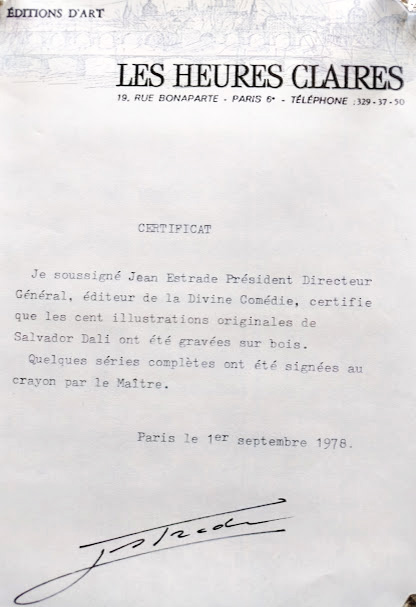 ÉDITIONS D'ART
LES HEURES CLAIRES
19, RUE BONAPARTE - PARIS 6e - TÉLÉPHONE : 329-37-50
CERTIFICAT
Je soussigné Jean Estrade Président Directeur
Général, éditeur de la Divine Comédie, certifie
que les cent illustrations originales de
Salvador Dali ont été gravées sur bois.
Quelques séries complètes ont été signées au
crayon par le Maître.
Paris le 1er septembre 1978.
JEstrade